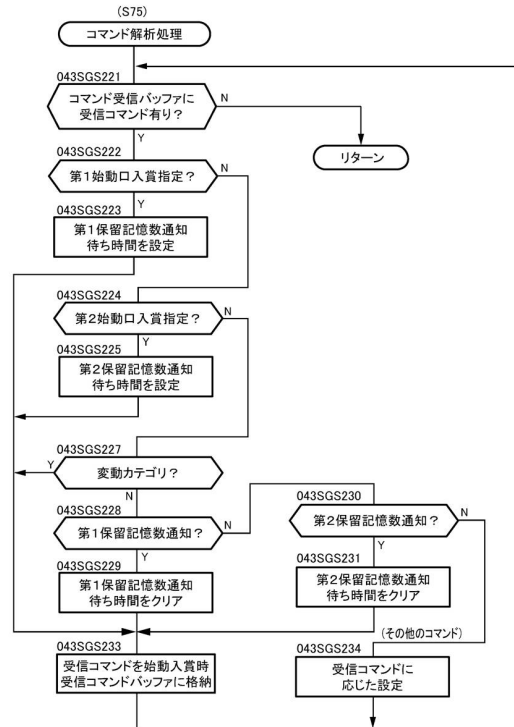 (S75)
コマンド解析処理
043SGS221
コマンド受信バッファに
受信コマンド有り?
N
Y
リターン
043SGS222
第1始動口入賞指定?
N
Y
043SGS223
第1保留記憶数通知
待ち時間を設定
043SGS224
第2始動口入賞指定?
N
Y
043SGS225
第2保留記憶数通知
待ち時間を設定
043SGS227
Y
変動カテゴリ?
N
043SGS228
第1保留記憶数通知?
N
Y
043SGS230
第2保留記憶数通知?
N
Y
043SGS229
第1保留記憶数通知
待ち時間をクリア
043SGS231
第2保留記憶数通知
待ち時間をクリア
(その他のコマンド)
043SGS233
受信コマンドを始動入賞時
受信コマンドバッファに格納
043SGS234
受信コマンドに
応じた設定